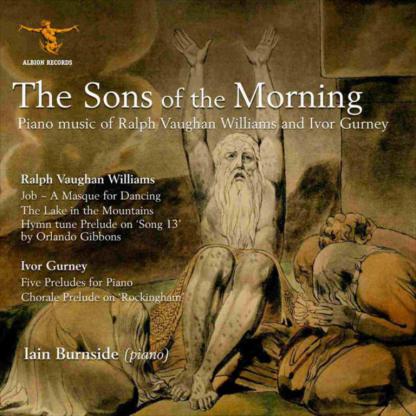 ALBION RECORDS
The Sons of the Morning
Piano music of Ralph Vaughan Williams and Ivor Gurney
Ralph Vaughan Williams
Job – A Masque for Dancing
The Lake in the Mountains
Hymn tune Prelude on ‘Song 13’
by Orlando Gibbons
Ivor Gurney
Five Preludes for Piano
Chorale Prelude on ‘Rockingham’
Iain Burnside (piano)